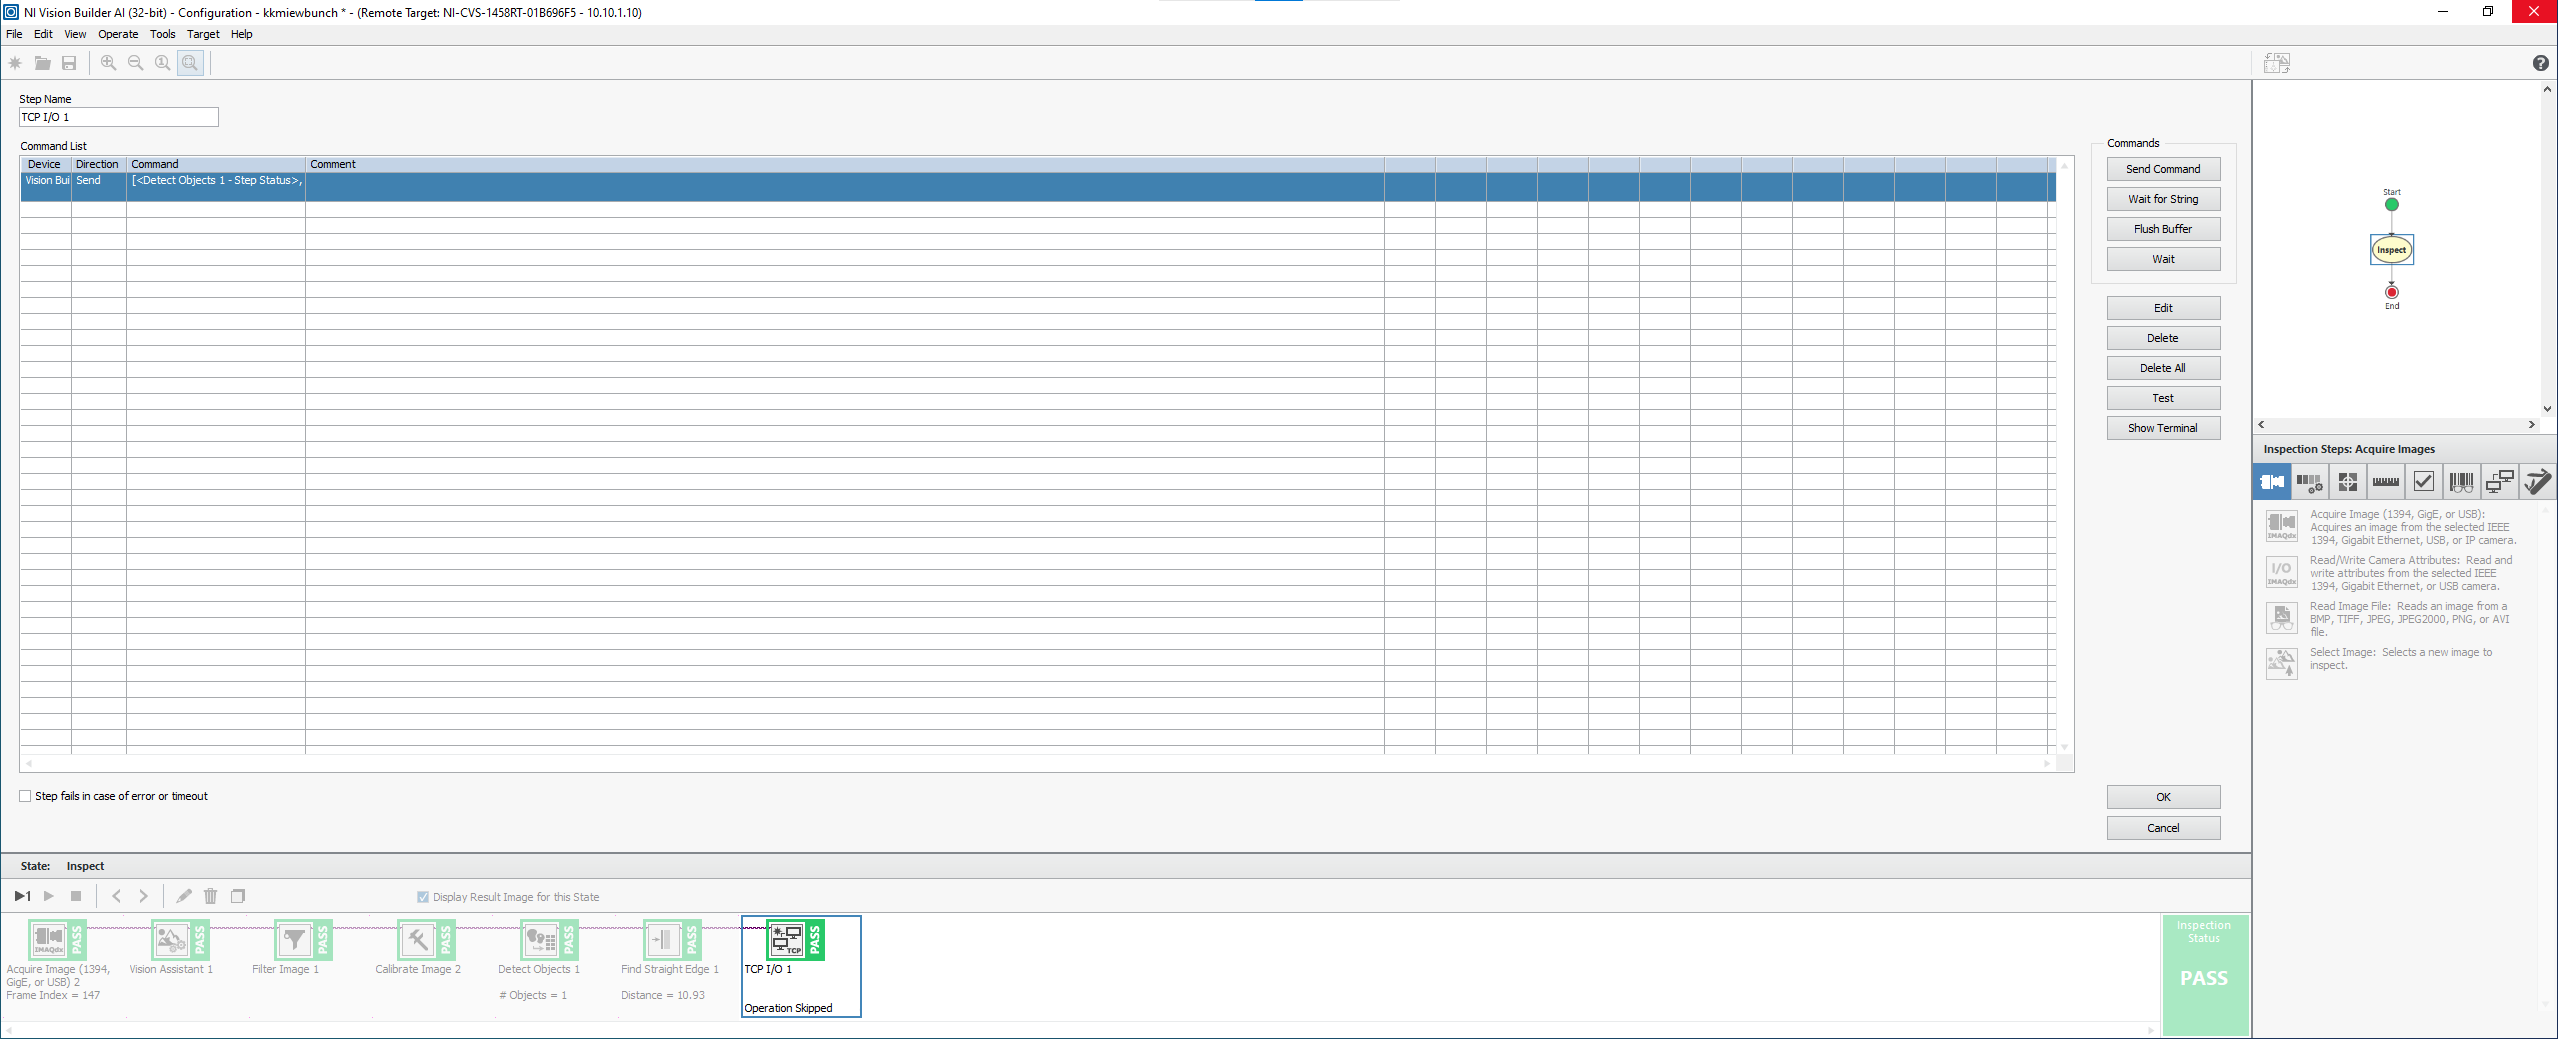 NI Vision Builder AI (32-bit) - Configuration - kkmiewbunch * - (Remote Target: NI-CVS-1458RT-01B696F5 - 10.10.1.10)
File Edit View Operate Tools Target Help
Step Name
TCP I/O 1
Command List
Device Direction Command Comment
Vision Bui Send [<Detect Objects 1 - Step Status>,
Step fails in case of error or timeout
Commands
Send Command
Wait for String
Flush Buffer
Wait
Edit
Delete
Delete All
Test
Show Terminal
OK
Cancel
Start
Inspect
End
Inspection Steps: Acquire Images
IMAQdx
Acquire Image (1394, GigE, or USB):
Acquires an image from the selected IEEE
1394, Gigabit Ethernet, USB, or IP camera.
I/O
IMAQdx
Read/Write Camera Attributes: Read and
write attributes from the selected IEEE
1394, Gigabit Ethernet, or USB camera.
Read Image File: Reads an image from a
BMP, TIFF, JPEG, JPEG2000, PNG, or AVI
file.
Select Image: Selects a new image to
inspect.
State: Inspect
1
Display Result Image for this State
IMAQdx
PASS
Acquire Image (1394,
GigE, or USB) 2
Frame Index = 147
PASS
Vision Assistant 1
PASS
Filter Image 1
PASS
Calibrate Image 2
PASS
Detect Objects 1
# Objects = 1
PASS
Find Straight Edge 1
Distance = 10.93
TCP
PASS
TCP I/O 1
Operation Skipped
Inspection
Status
PASS